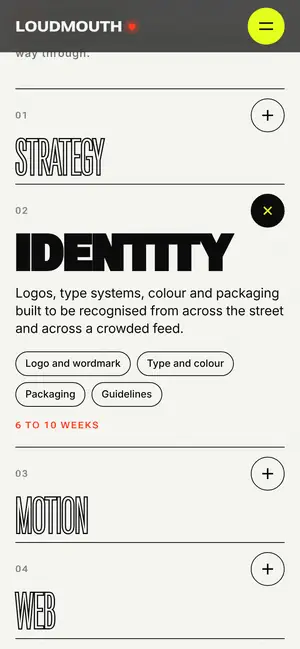 LOUDMOUTH
way through.
01
STRATEGY
02
IDENTITY
Logos, type systems, colour and packaging
built to be recognised from across the street
and across a crowded feed.
Logo and wordmark
Type and colour
Packaging
Guidelines
6 TO 10 WEEKS
03
MOTION
04
WEB